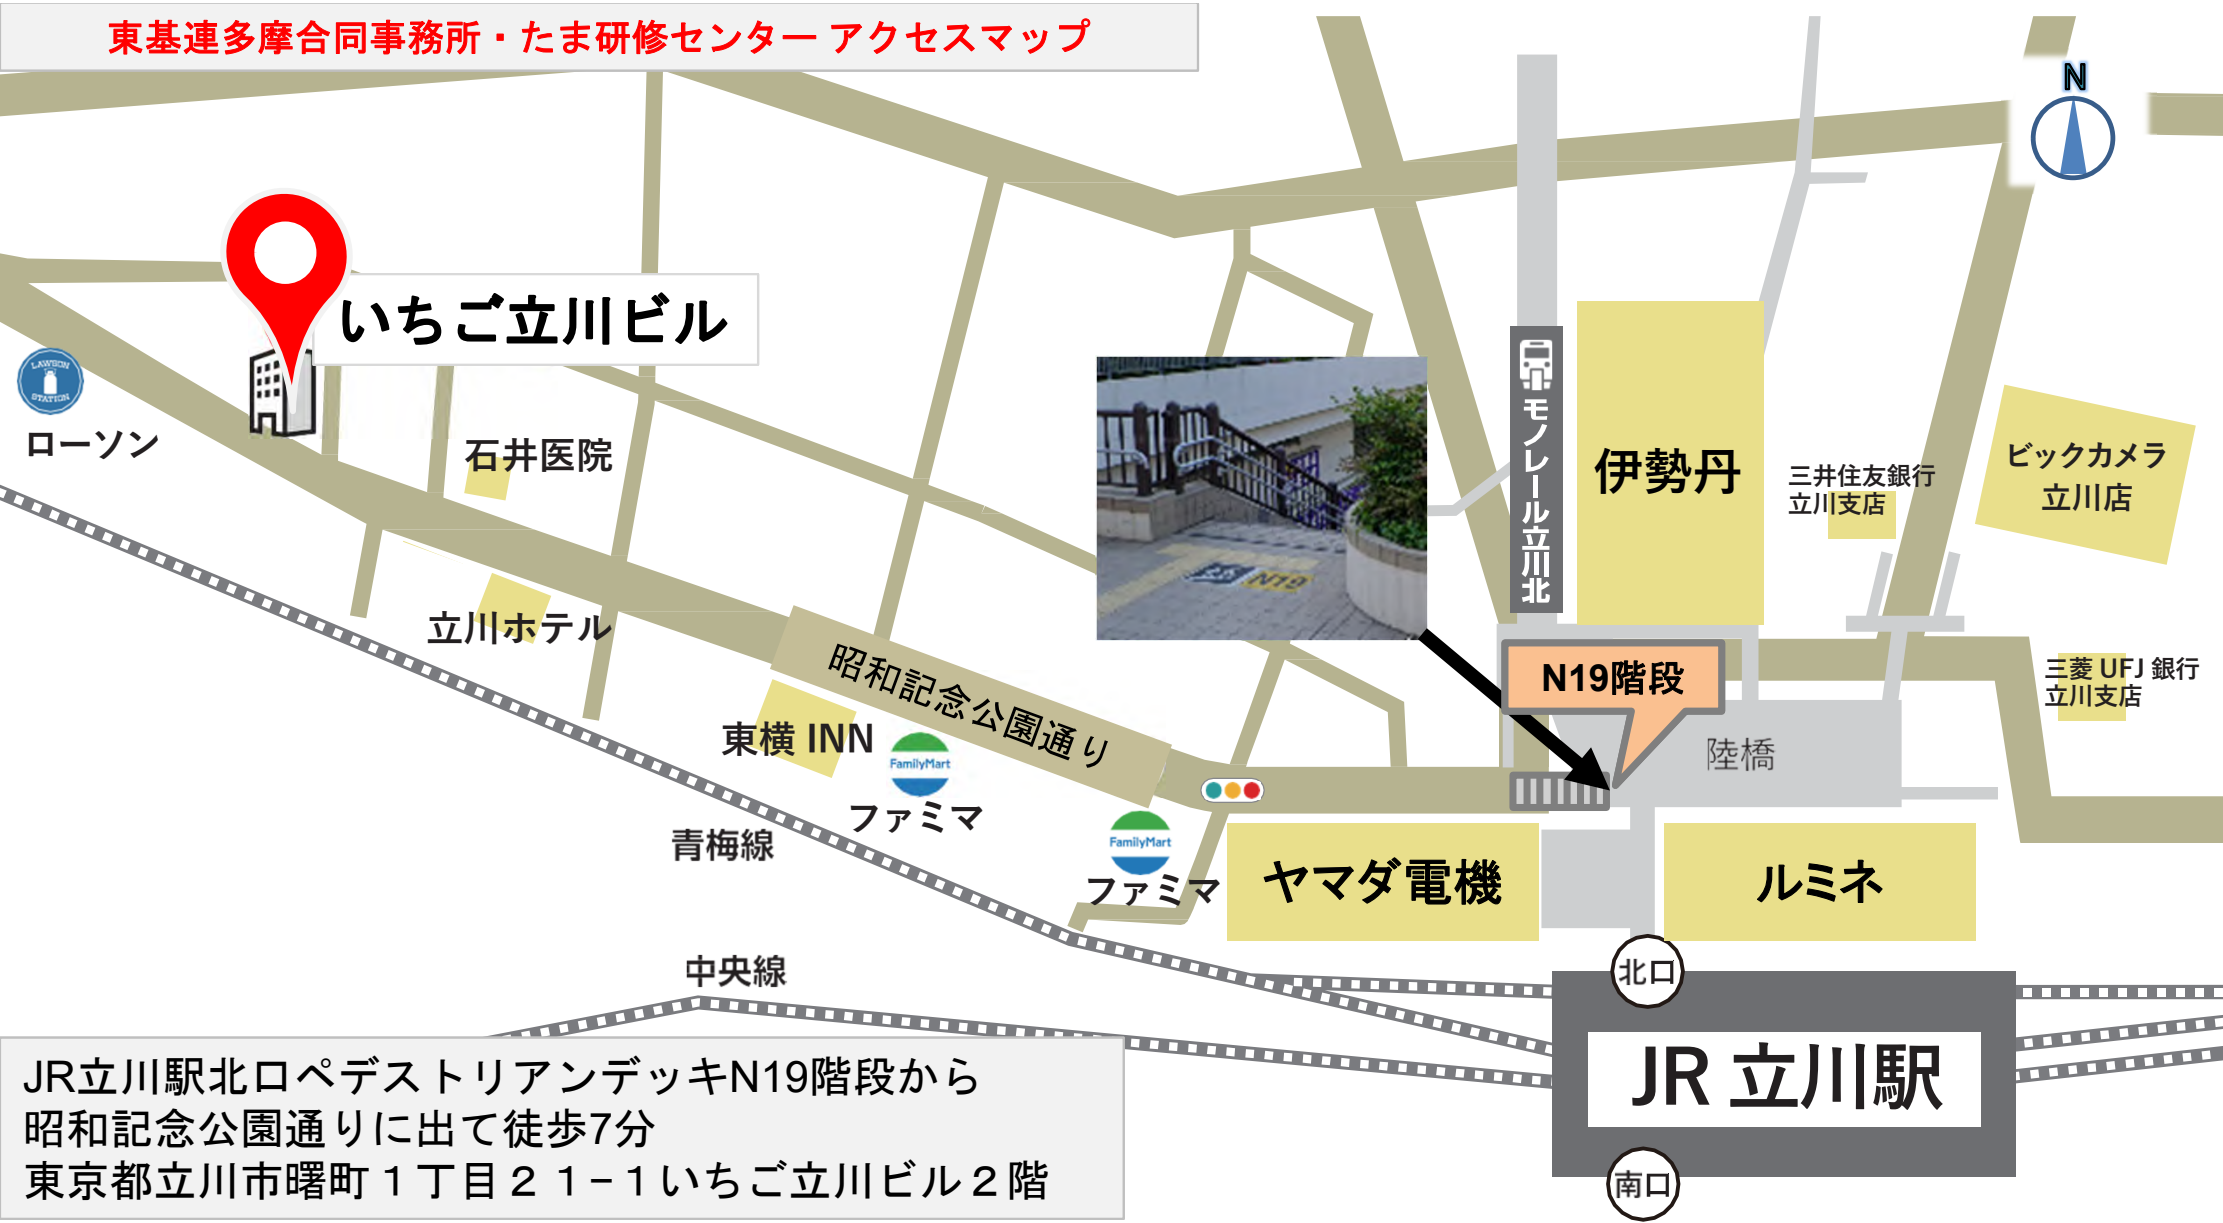 東基連多摩合同事務所・たま研修センター アクセスマップ
N
いちご立川ビル
LAWSON
STATION
ローソン
石井医院
モノレール立川北
伊勢丹
三井住友銀行
立川支店
ビックカメラ
立川店
N19
立川ホテル
昭和記念公園通り
N19階段
三菱 UFJ 銀行
立川支店
陸橋
東横 INN
FamilyMart
ファミマ
FamilyMart
ファミマ
青梅線
ヤマダ電機
ルミネ
中央線
北口
JR 立川駅
南口
JR立川駅北口ペデストリアンデッキN19階段から
昭和記念公園通りに出て徒歩7分
東京都立川市曙町１丁目２１−１いちご立川ビル２階